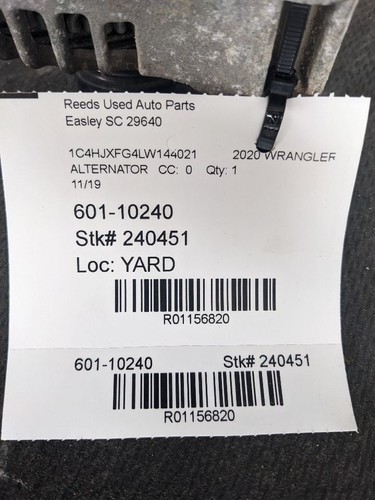 Reeds Used Auto Parts
Easley SC 29640
1C4HJXFG4LW144021 2020 WRANGLER
ALTERNATOR CC: 0 Qty: 1
11/19
601-10240
Stk# 240451
Loc: YARD
R01156820
601-10240 Stk# 240451
R01156820